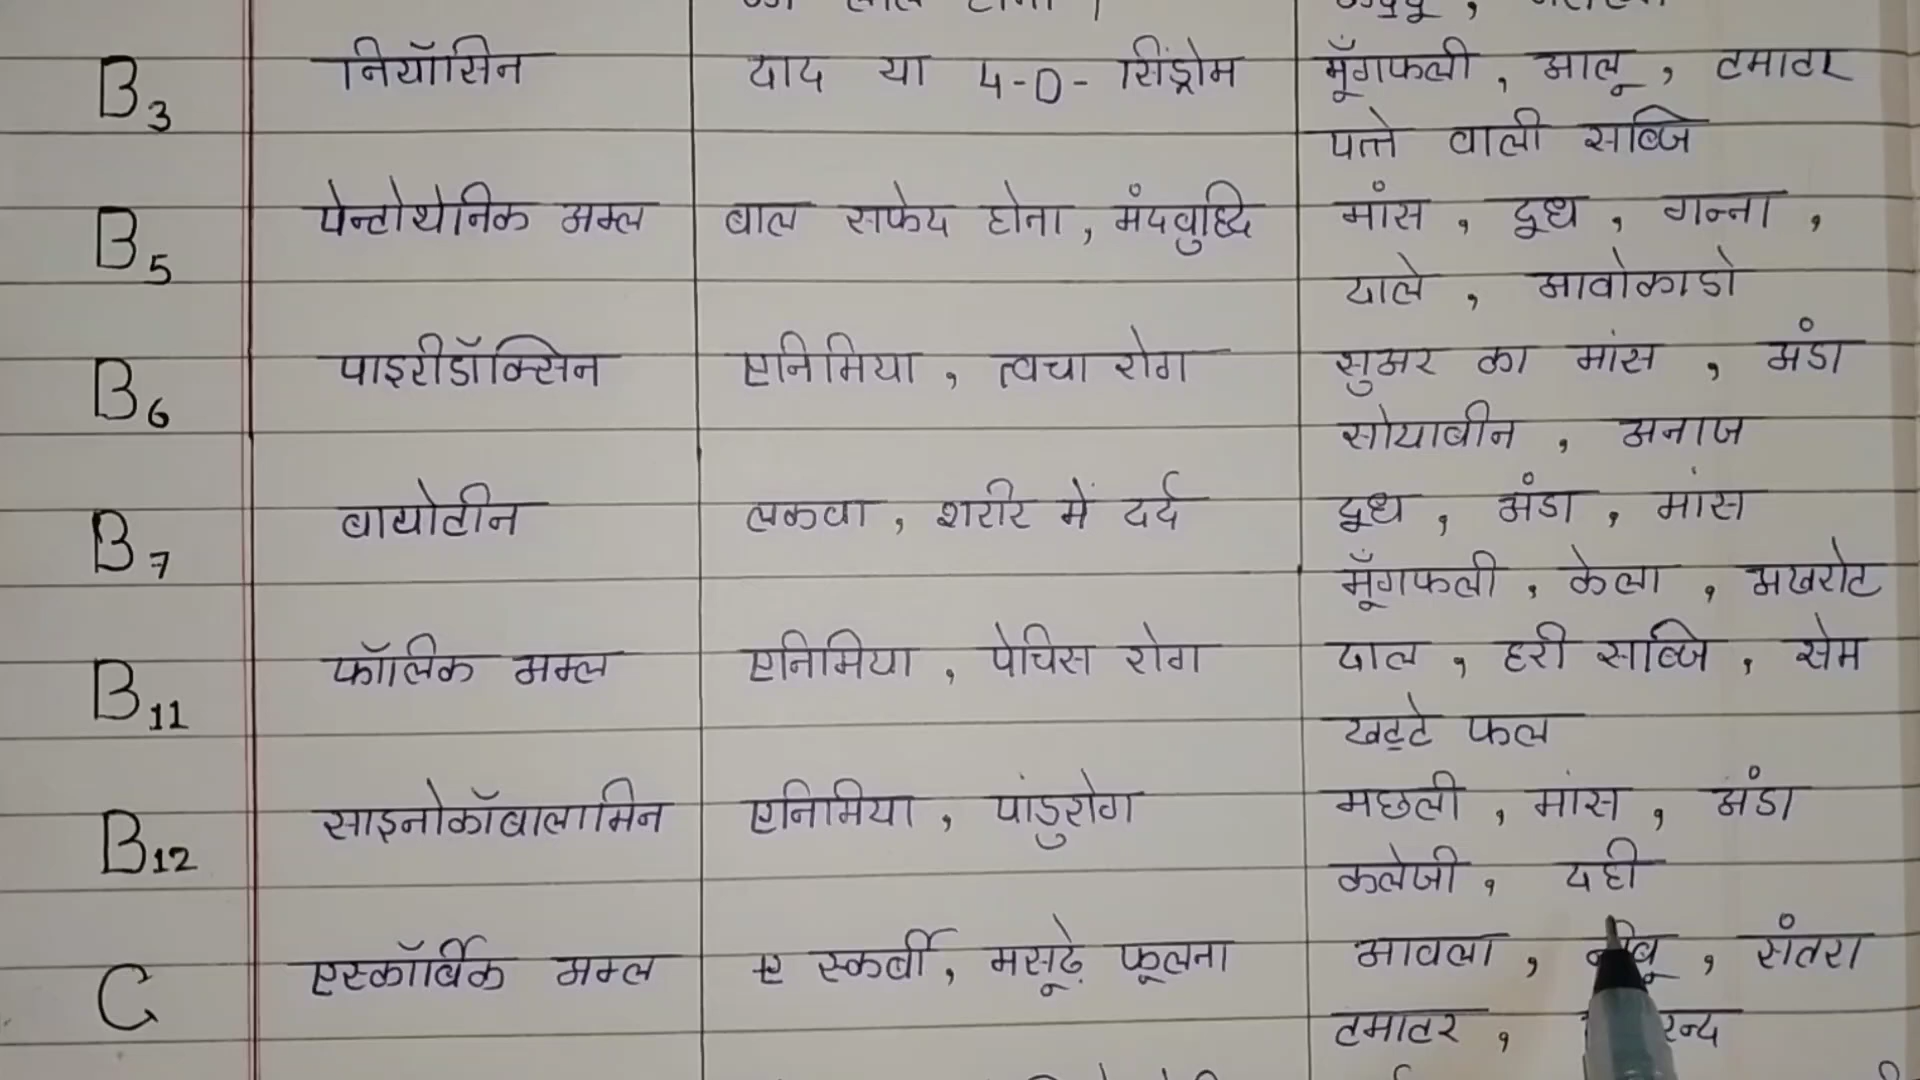 B3 नियॉसिन दाद या 4-D- सिंड्रोम मूँगफली, आलू, टमाटर
पत्ते वाली सब्जि
B5 पेन्टोथेनिक अम्ल बाल सफेद होना, मंदबुद्धि मांस, दूध, गन्ना,
दाले, आवोकाडो
B6 पाइरीडॉक्सिन एनिमिया, त्वचा रोग सुअर का मांस, अंडा
सोयाबीन, अनाज
B7 बायोटीन लकवा, शरीर में दर्द दूध, अंडा, मांस
मूँगफली, केला, अखरोट
B11 फॉलिक अम्ल एनिमिया, पेचिस रोग दाल, हरी सब्जि, सेम
खट्टे फल
B12 साइनोकॉबालामिन एनिमिया, पांडुरोग मछली, मांस, अंडा
कलेजी, दही
C एस्कॉर्बिक अम्ल ए स्कर्बी, मसूढ़े फूलना आवला, संतरा
टमाटर,